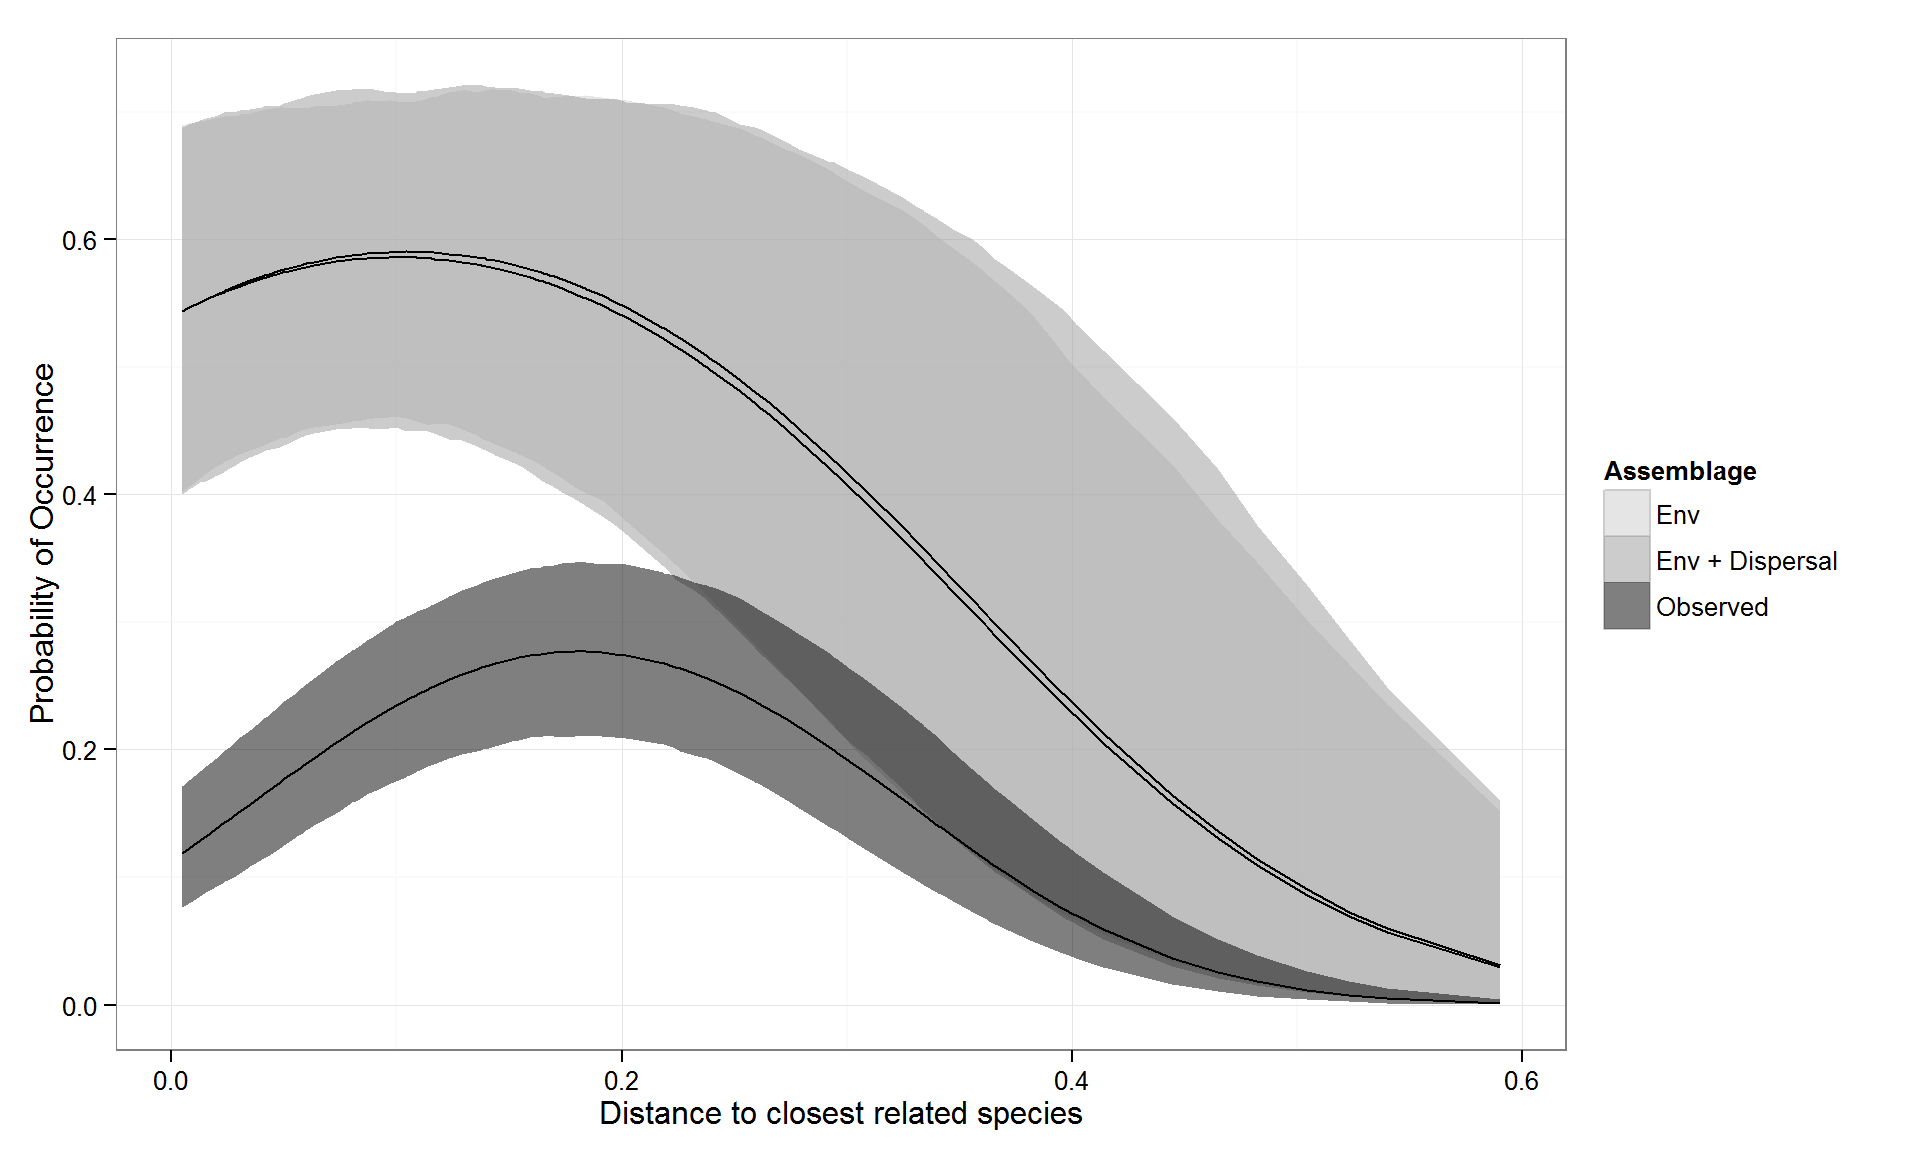 Probability of Occurrence
0.6
0.4
0.2
0.0
0.0 0.2 0.4 0.6
Distance to closest related species
Assemblage
Env
Env + Dispersal
Observed